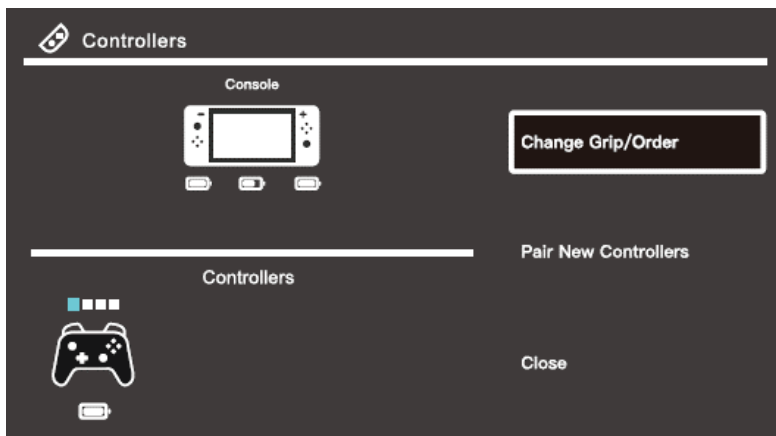 Controllers
Console
Change Grip/Order
Pair New Controllers
Controllers
Close